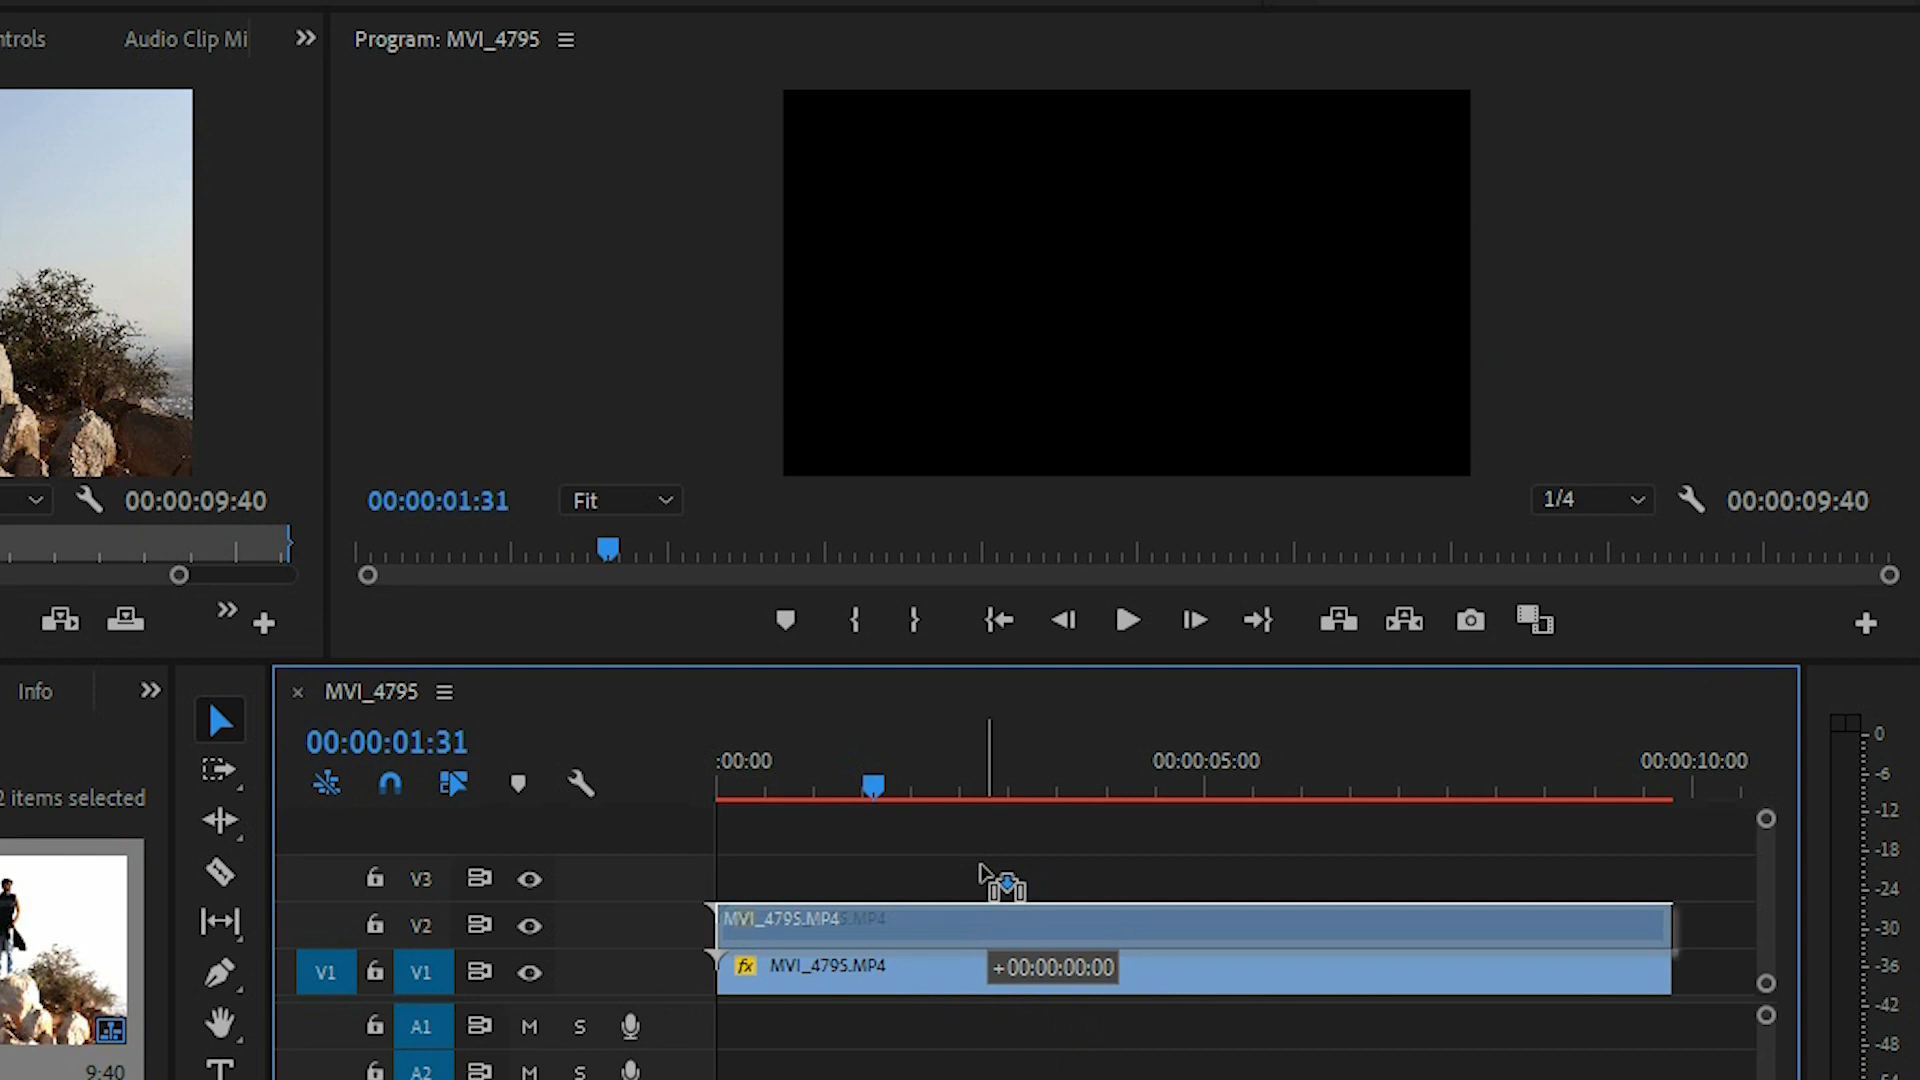 ntrols
Audio Clip Mi
Program: MVI_4795
00:00:09:40
00:00:01:31
Fit
1/4
00:00:09:40
Info
MVI_4795
00:00:01:31
:00:00
00:00:05:00
00:00:10:00
2 items selected
V3
V2
MVI_4795.MP4
V1
V1
fx
MVI_4795.MP4
+00:00:00:00
A1
M
S
A2
M
S
9:40
0
-6
-12
-18
-24
-30
-36
-42
-48